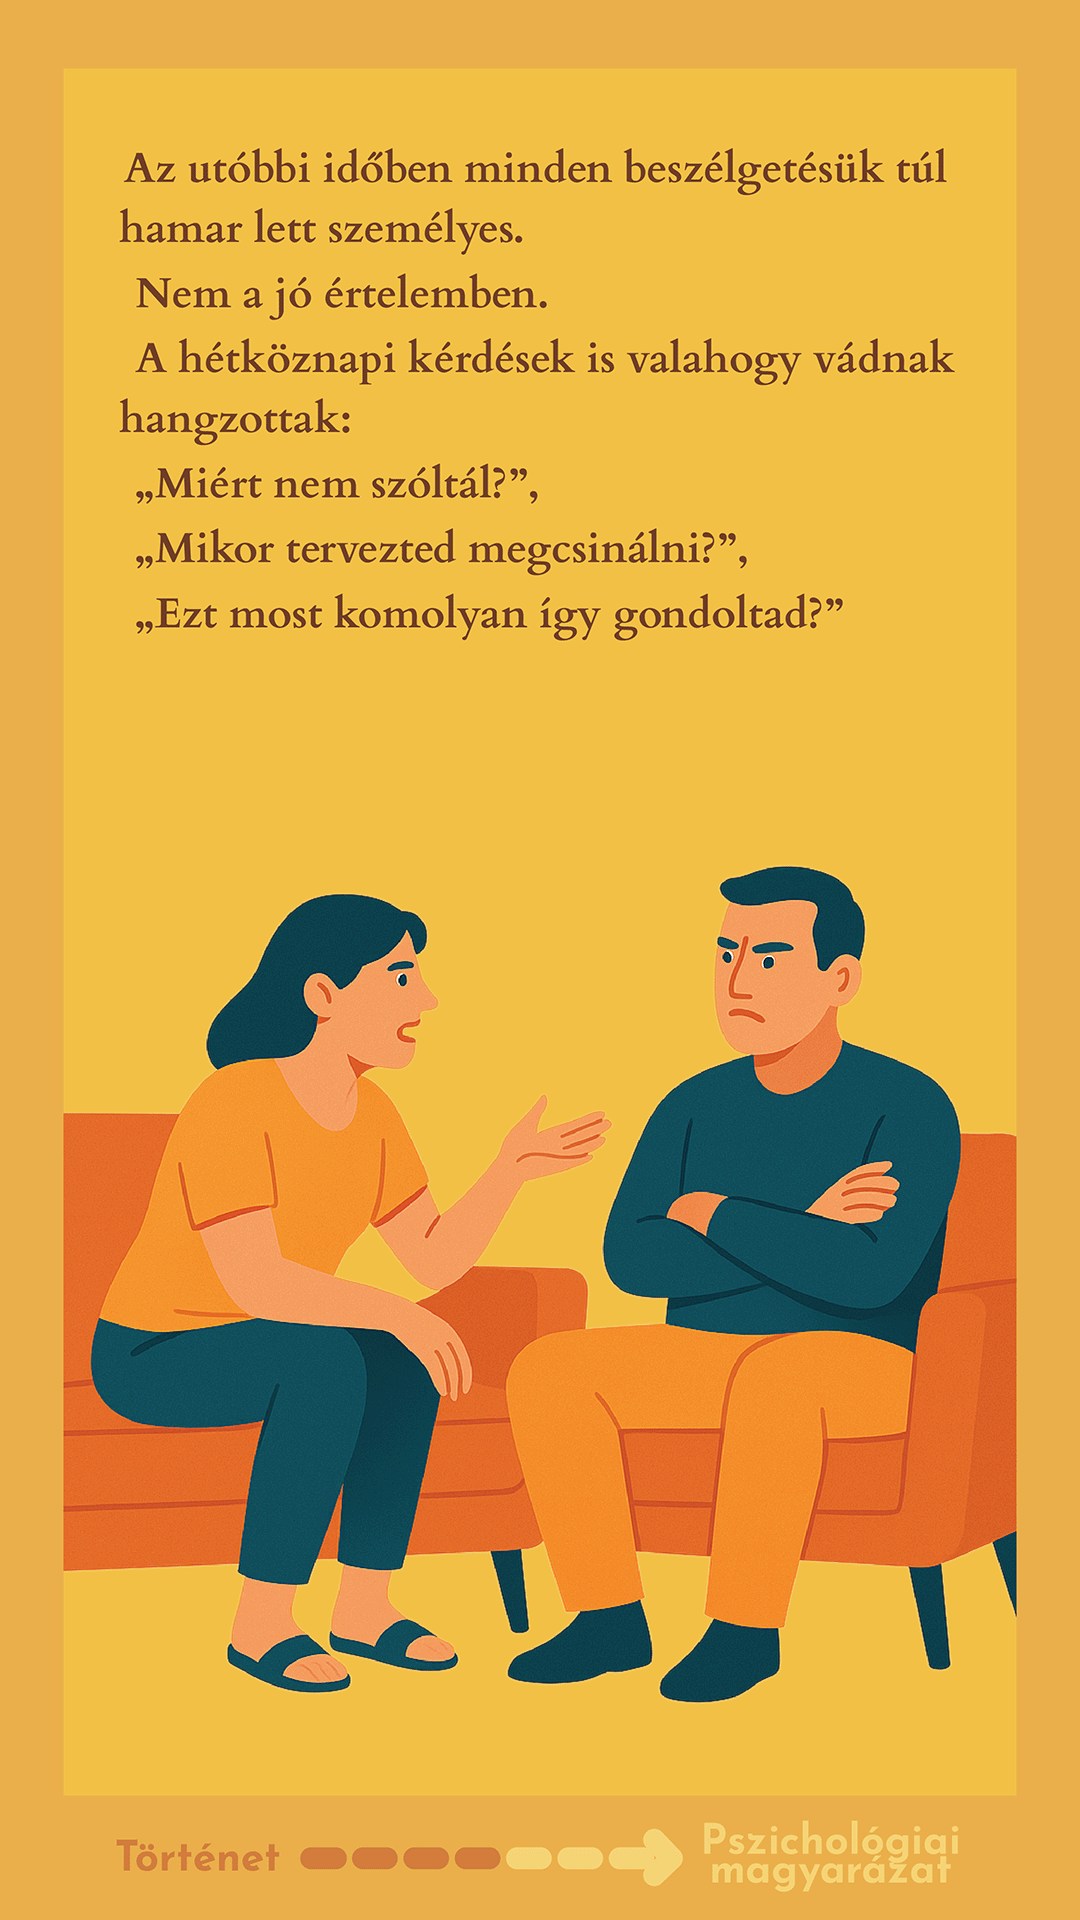 Az utóbbi időben minden beszélgetésük túl
hamar lett személyes.
Nem a jó értelemben.
A hétköznapi kérdések is valahogy vádnak
hangzottak:
„Miért nem szóltál?”,
„Mikor tervezted megcsinálni?”,
„Ezt most komolyan így gondoltad?”
Történet
Pszichológiai
magyarázat